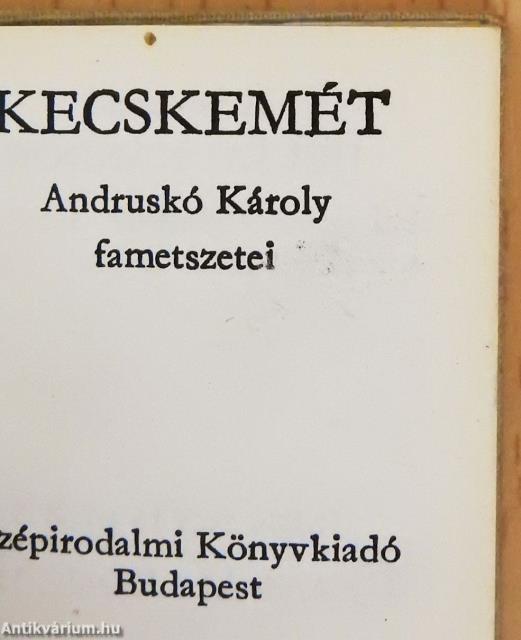 KECSKEMÉT
Andruskó Károly
fametszetei
zépirodalmi Könyvkiadó
Budapest
Antikvárium.hu